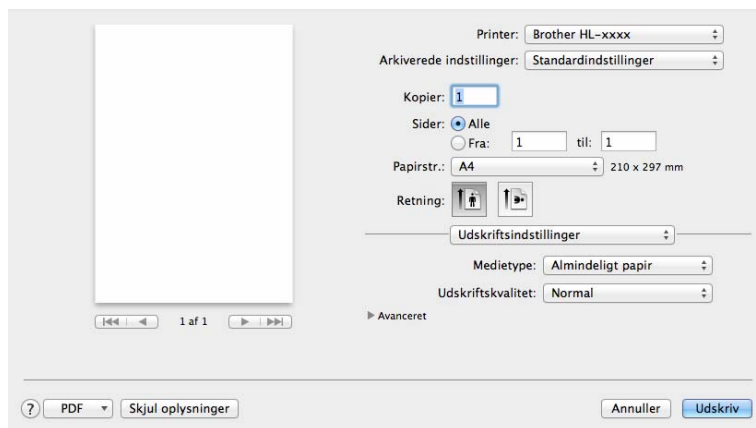 Printer: Brother HL-xxxx
Arkiverede indstillinger: Standardindstillinger
Kopier: 1
Sider: Alle
Fra: 1 til: 1
Papirstr.: A4 210 x 297 mm
Retning:
Udskriftsindstillinger
Medietype: Almindeligt papir
Udskriftskvalitet: Normal
Avanceret
1 af 1
? PDF Skjul oplysninger Annuller Udskriv